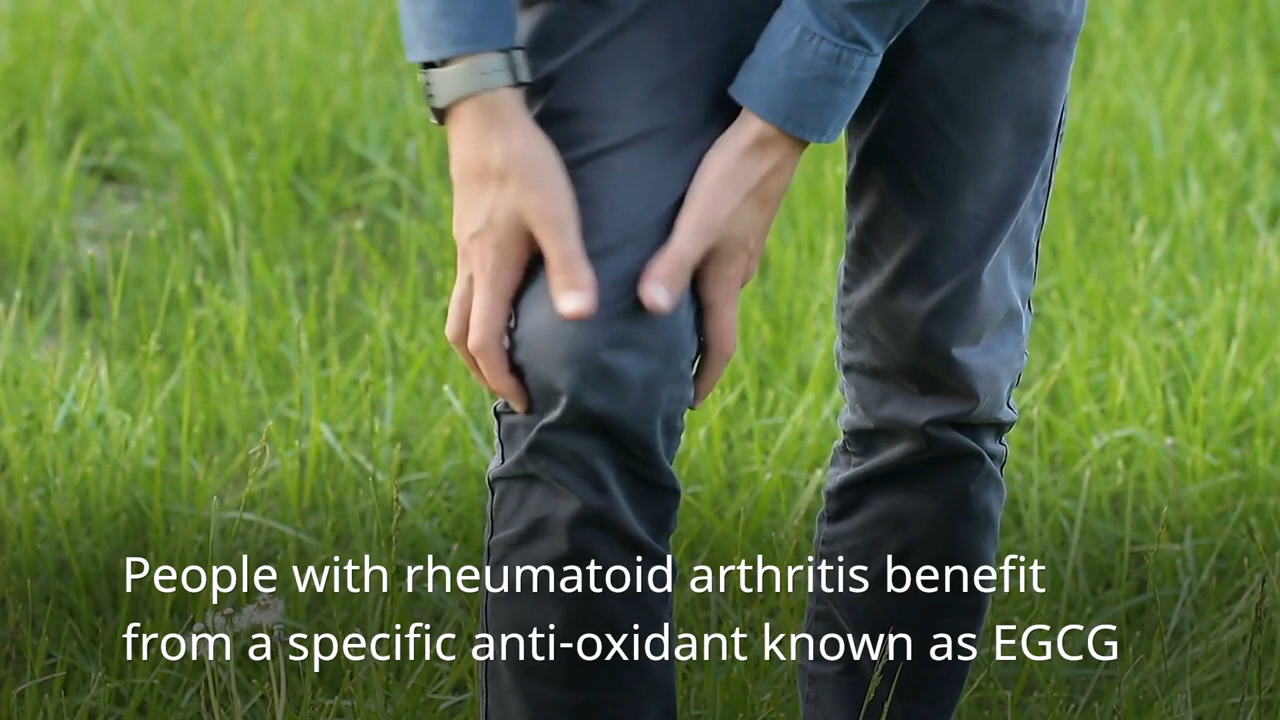 People with rheumatoid arthritis benefit
from a specific anti-oxidant known as EGCG